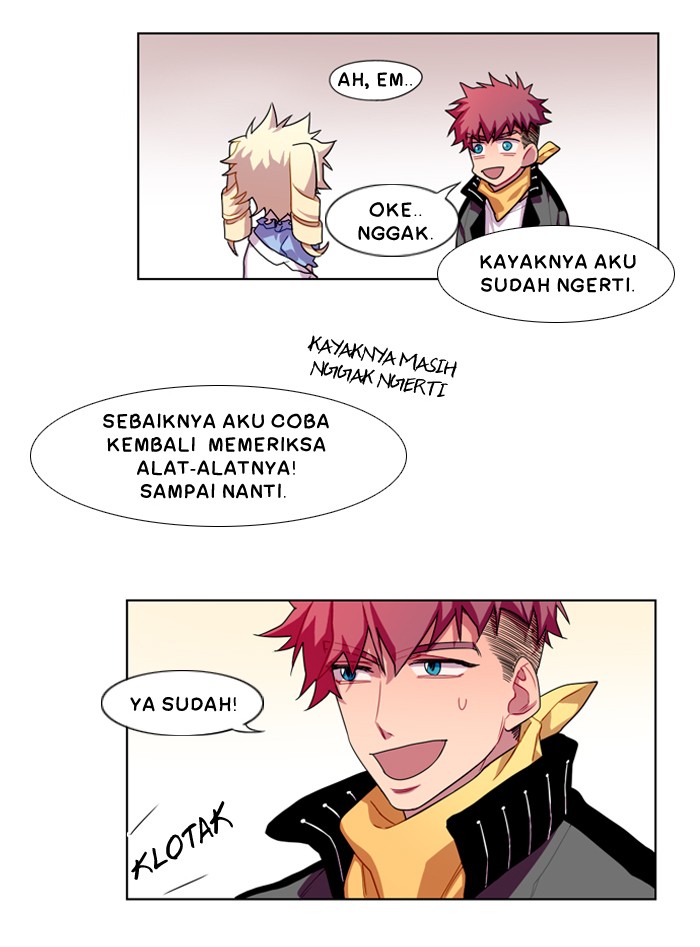 AH, EM..
OKE..
NGGAK.
KAYAKNYA AKU
SUDAH NGERTI.
KAYAKNYA MASIH
NGGAK NGERTI
SEBAIKNYA AKU COBA
KEMBALI MEMERIKSA
ALAT-ALATNYA!
SAMPAI NANTI.
YA SUDAH!
KLOTAK